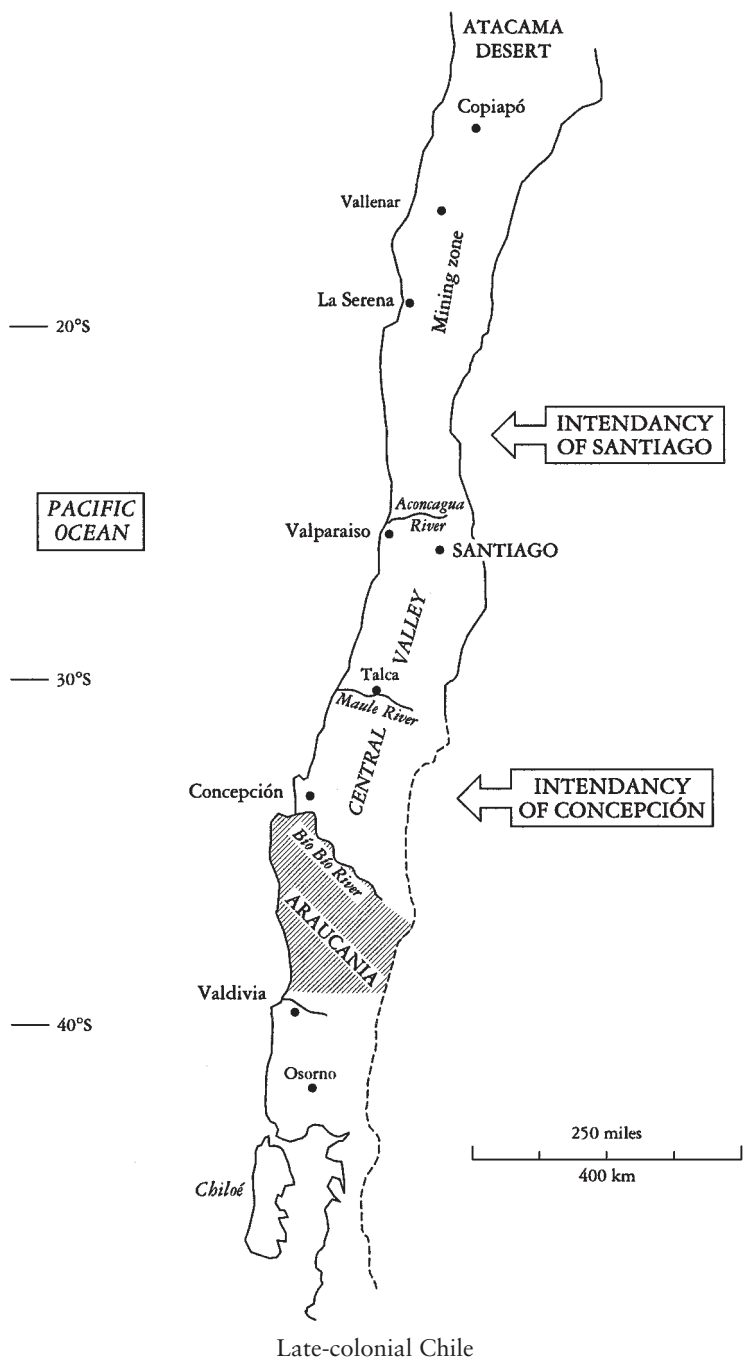 ATACAMA
DESERT
Copiapó
Vallenar
Mining zone
La Serena
20°S
INTENDANCY
OF SANTIAGO
PACIFIC
OCEAN
Aconcagua
River
Valparaiso
SANTIAGO
CENTRAL VALLEY
30°S
Talca
Maule River
Concepción
INTENDANCY
OF CONCEPCIÓN
Bío Bío River
ARAUCANIA
Valdivia
40°S
Osorno
250 miles
400 km
Chiloé
Late-colonial Chile